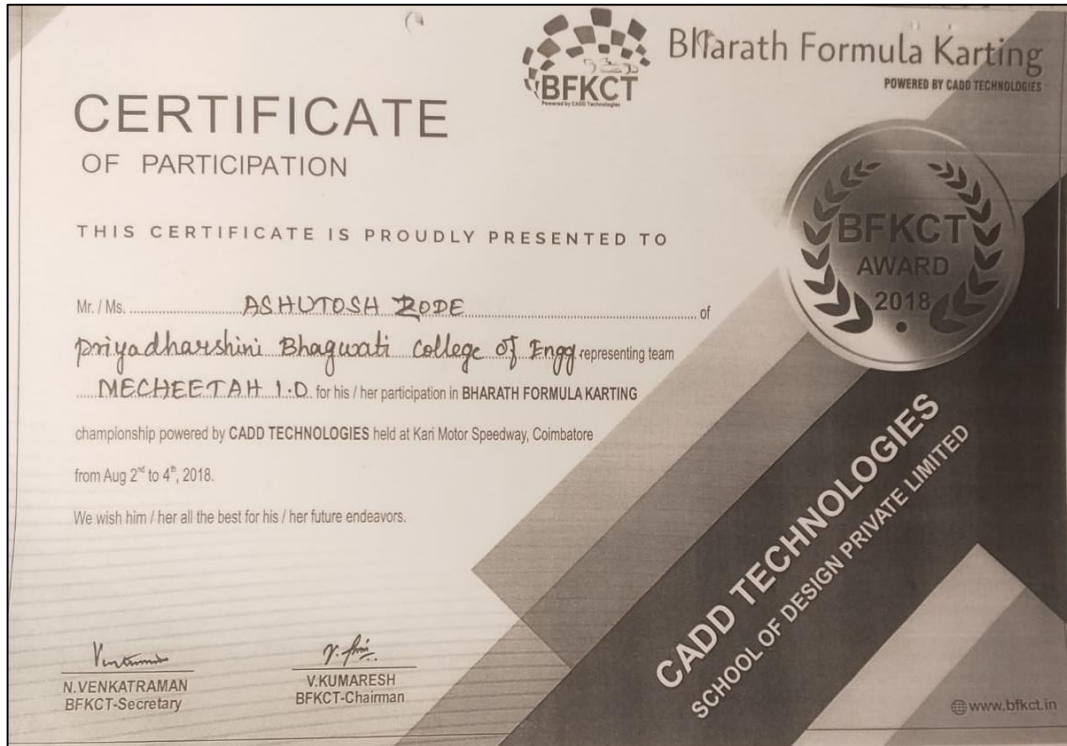 BFKCT
Powered by CADD Technologies
Bharath Formula Karting
POWERED BY CADD TECHNOLOGIES
CERTIFICATE
OF PARTICIPATION
THIS CERTIFICATE IS PROUDLY PRESENTED TO
Mr. / Ms. ASHUTOSH RODE of
Priyadharshini Bhagwati College of Engg. representing team
MECHEETAH 1.0 for his / her participation in BHARATH FORMULA KARTING
championship powered by CADD TECHNOLOGIES held at Kari Motor Speedway, Coimbatore
from Aug 2nd to 4th, 2018.
We wish him / her all the best for his / her future endeavors.
BFKCT
AWARD
2018
CADD TECHNOLOGIES
SCHOOL OF DESIGN PRIVATE LIMITED
N.VENKATRAMAN
BFKCT-Secretary
V.KUMARESH
BFKCT-Chairman
www.bfkct.in